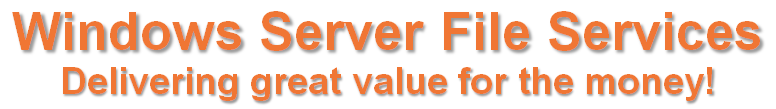 Windows Server File Services
Delivering great value for the money!